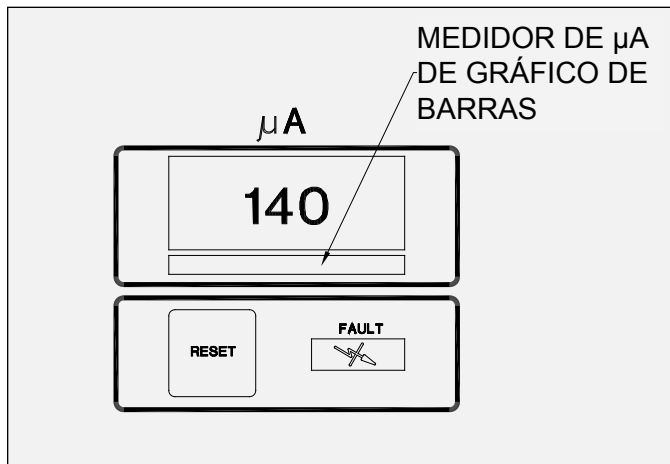 MEDIDOR DE µA
DE GRÁFICO DE
BARRAS
µA
140
RESET
FAULT